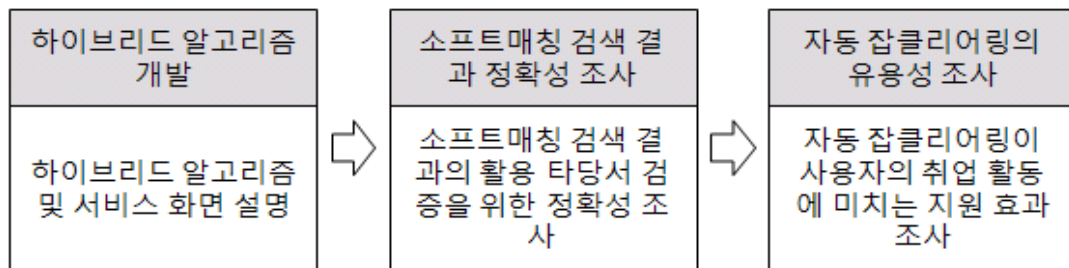 하이브리드 알고리즘
개발
하이브리드 알고리즘
및 서비스 화면 설명
소프트매칭 검색 결
과 정확성 조사
소프트매칭 검색 결
과의 활용 타당서 검
증을 위한 정확성 조
사
자동 잡클리어링의
유용성 조사
자동 잡클리어링이
사용자의 취업 활동
에 미치는 지원 효과
조사